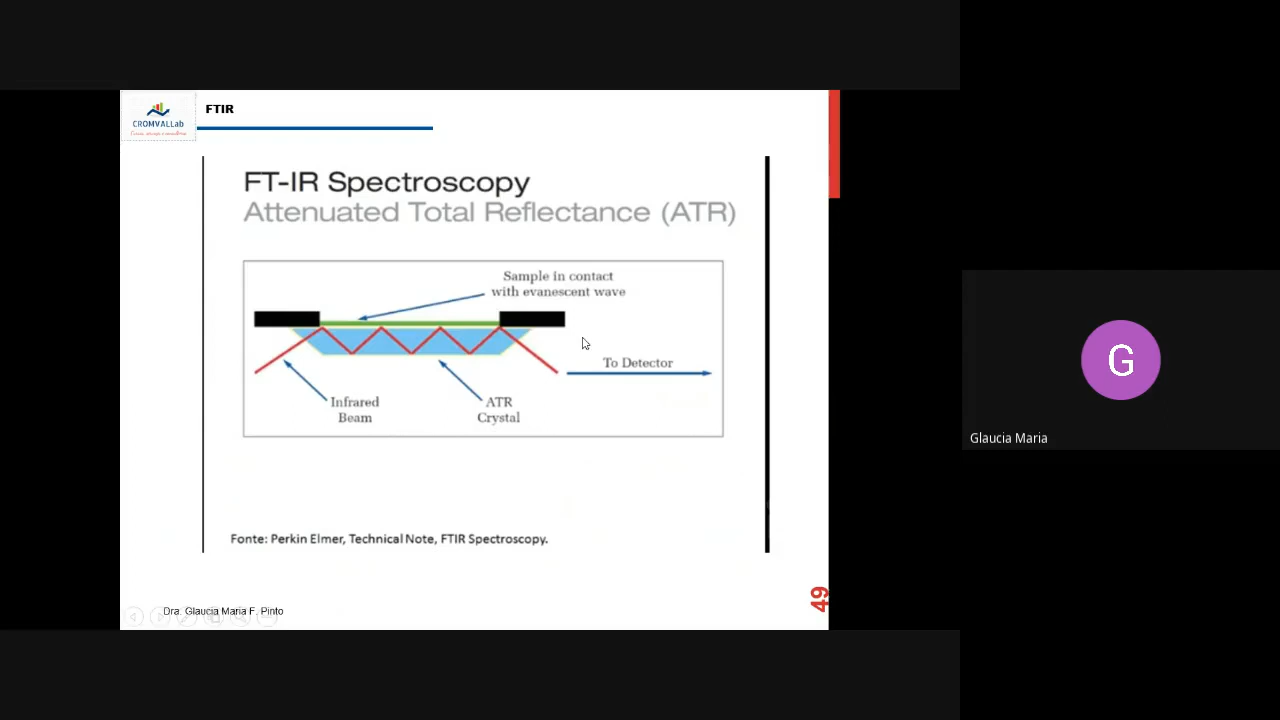 FTIR
CROMVALLab
FT-IR Spectroscopy
Attenuated Total Reflectance (ATR)
Sample in contact
with evanescent wave
To Detector
Infrared
Beam
ATR
Crystal
Fonte: Perkin Elmer, Technical Note, FTIR Spectroscopy.
Dra. Glaucia Maria F. Pinto
49
G
Glaucia Maria